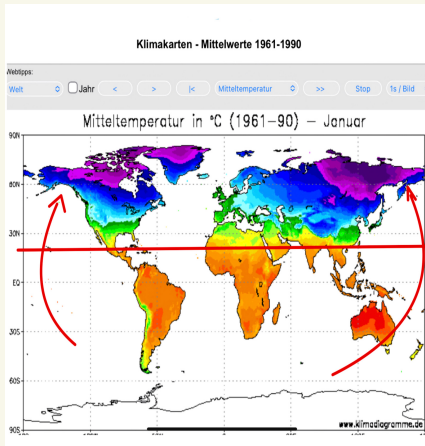 Klimakarten - Mittelwerte 1961-1990
Webtipps:
Welt Jahr < > |< Mitteltemperatur >> Stop 1s / Bild
Mitteltemperatur in °C (1961-90) - Januar
90N
60N
30N
EQ
30S
60S
90S
www.klimadiagramme.de